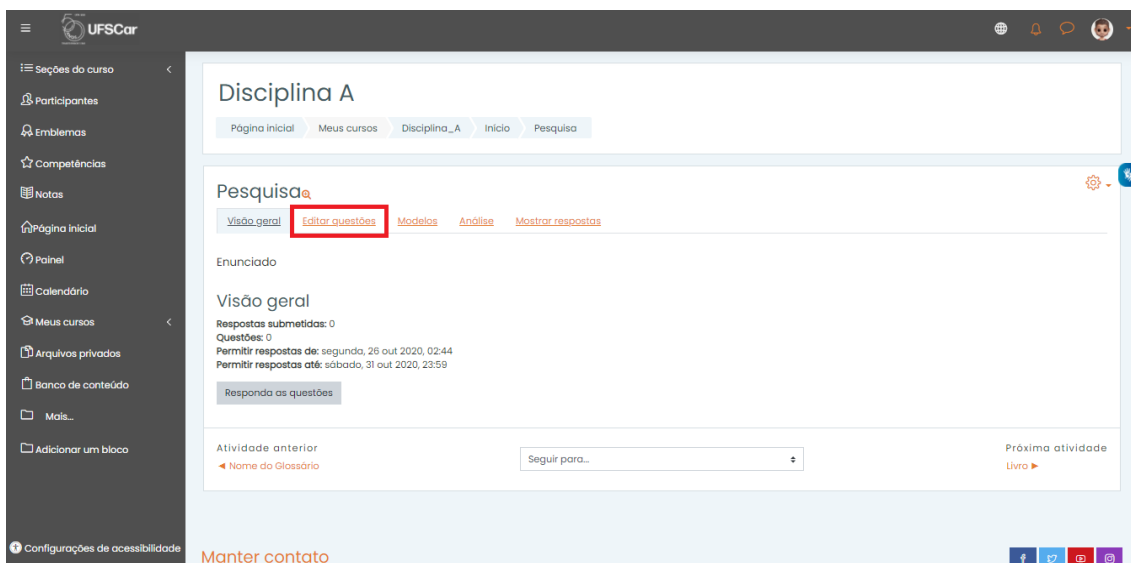 UFSCar
Seções do curso
Participantes
Emblemas
Competências
Notas
Página inicial
Painel
Calendário
Meus cursos
Arquivos privados
Banco de conteúdo
Mais...
Adicionar um bloco
Configurações de acessibilidade
Disciplina A
Página inicial Meus cursos Disciplina_A Início Pesquisa
Pesquisa
Visão geral Editar questões Modelos Análise Mostrar respostas
Enunciado
Visão geral
Respostas submetidas: 0
Questões: 0
Permitir respostas de: segunda, 26 out 2020, 02:44
Permitir respostas até: sábado, 31 out 2020, 23:59
Responda as questões
Atividade anterior
◄ Nome do Glossário
Seguir para...
Próxima atividade
Livro ►
Manter contato